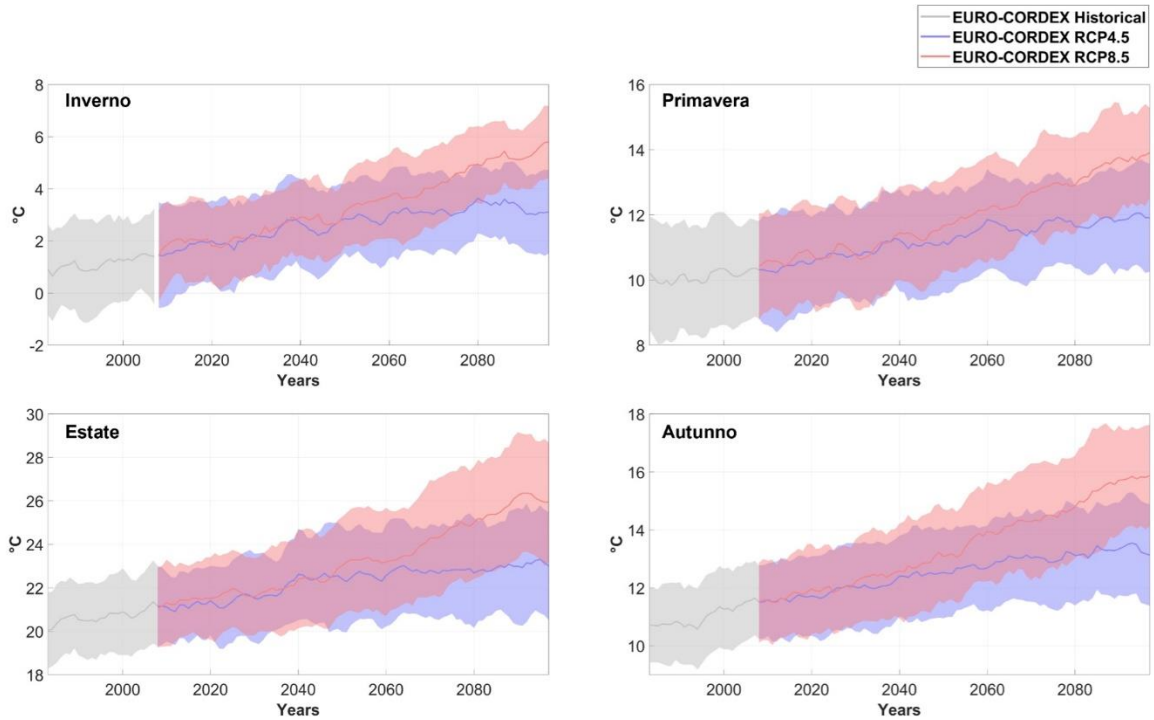 EURO-CORDEX Historical
EURO-CORDEX RCP4.5
EURO-CORDEX RCP8.5
Inverno
8
6
4
2
0
-2
°C
2000 2020 2040 2060 2080
Years
Primavera
16
14
12
10
8
°C
2000 2020 2040 2060 2080
Years
Estate
30
28
26
24
22
20
18
°C
2000 2020 2040 2060 2080
Years
Autunno
18
16
14
12
10
°C
2000 2020 2040 2060 2080
Years